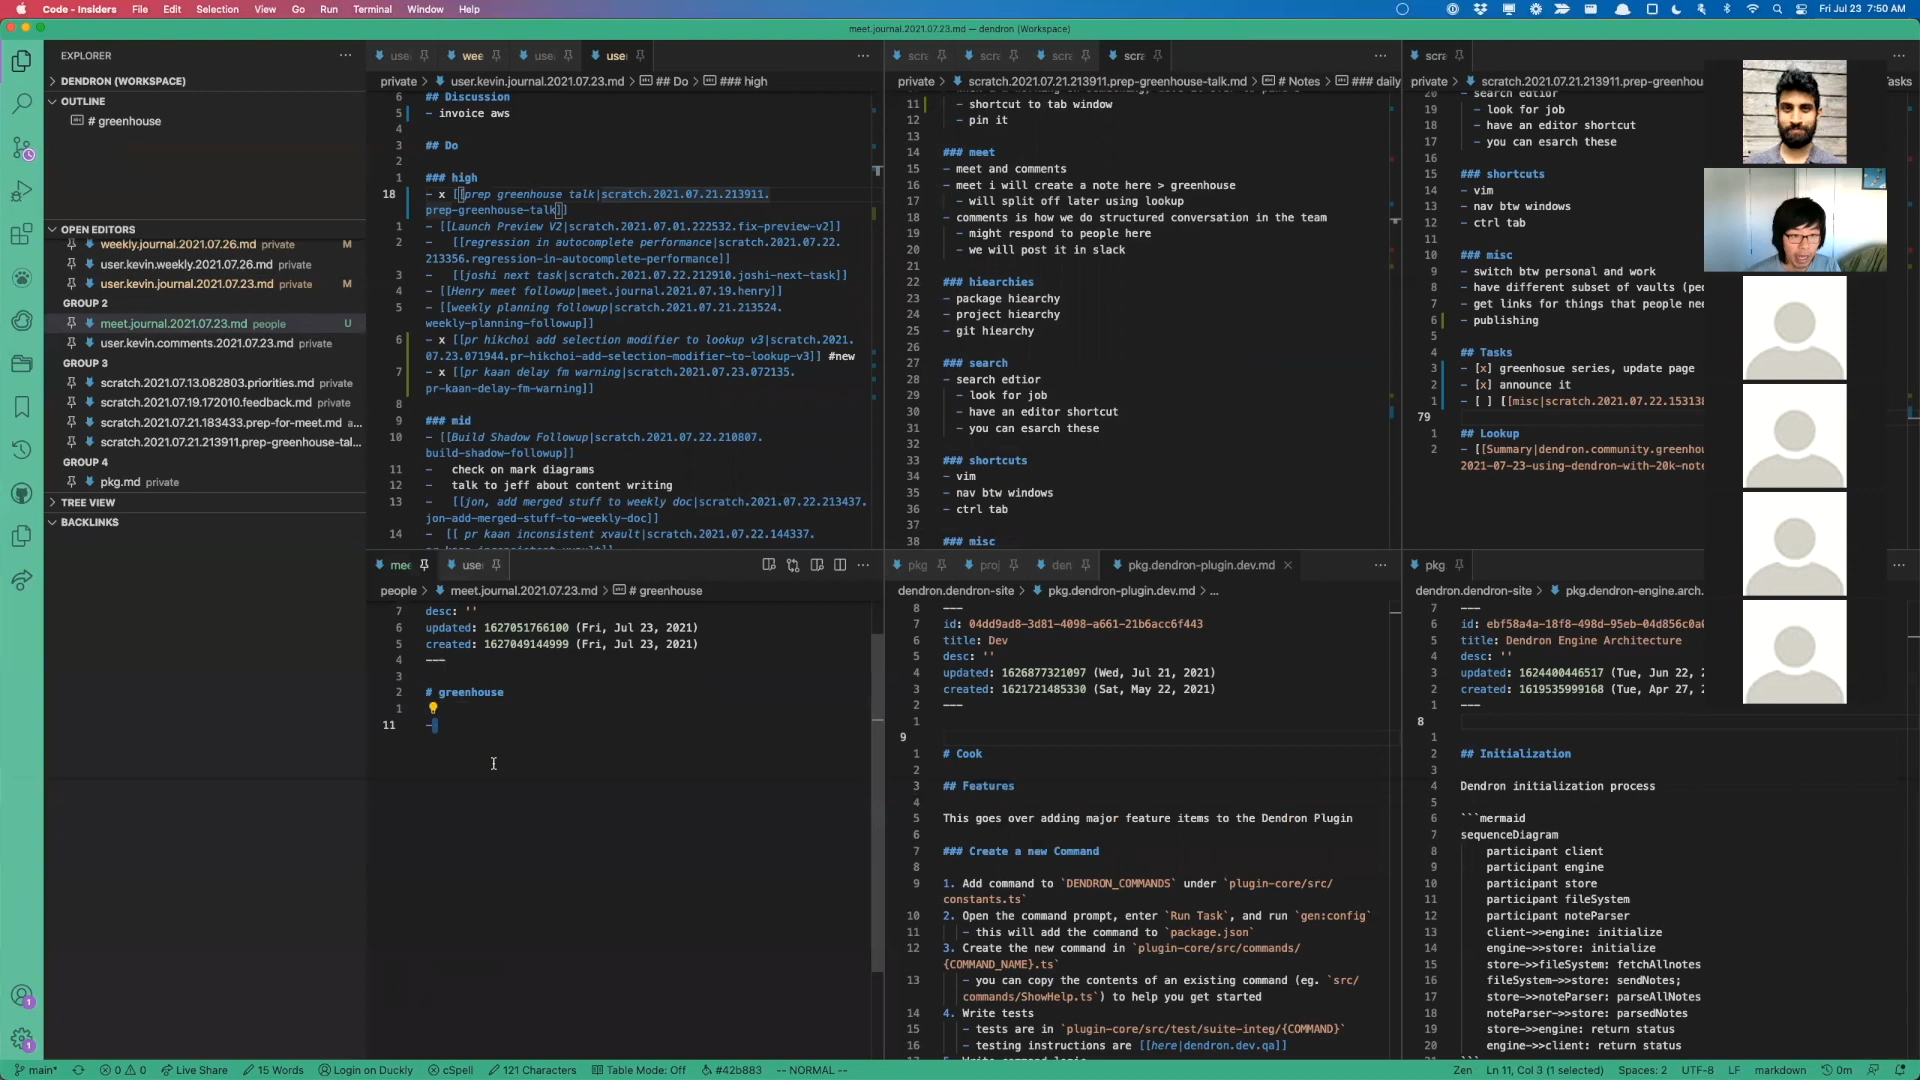 Code - Insiders File Edit Selection View Go Run Terminal Window Help Fri Jul 23 7:50 AM
meet.journal.2021.07.23.md — dendron (Workspace)
EXPLORER
DENDRON (WORKSPACE)
OUTLINE
# greenhouse
OPEN EDITORS
weekly.journal.2021.07.26.md private M
user.kevin.weekly.2021.07.26.md private
user.kevin.journal.2021.07.23.md private M
GROUP 2
meet.journal.2021.07.23.md people U
user.kevin.comments.2021.07.23.md private
GROUP 3
scratch.2021.07.13.082803.priorities.md private
scratch.2021.07.19.172010.feedback.md private
scratch.2021.07.21.183433.prep-for-meet.md a...
scratch.2021.07.21.213911.prep-greenhouse-tal...
GROUP 4
pkg.md private
TREE VIEW
BACKLINKS
use wee use use
private > user.kevin.journal.2021.07.23.md > ## Do > ### high
6 ## Discussion
5 - invoice aws
4
3 ## Do
2
1 ### high
18 - x [[prep greenhouse talk|scratch.2021.07.21.213911.
prep-greenhouse-talk]]
1 - [[Launch Preview V2|scratch.2021.07.01.222532.fix-preview-v2]]
2 - [[regression in autocomplete performance|scratch.2021.07.22.
213356.regression-in-autocomplete-performance]]
3 - [[joshi next task|scratch.2021.07.22.212910.joshi-next-task]]
4 - [[Henry meet followup|meet.journal.2021.07.19.henry]]
5 - [[weekly planning followup|scratch.2021.07.21.213524.
weekly-planning-followup]]
6 - x [[pr hikchoi add selection modifier to lookup v3|scratch.2021.
07.23.071944.pr-hikchoi-add-selection-modifier-to-lookup-v3]] #new
7 - x [[pr kaan delay fm warning|scratch.2021.07.23.072135.
pr-kaan-delay-fm-warning]]
8
9 ### mid
10 - [[Build Shadow Followup|scratch.2021.07.22.210807.
build-shadow-followup]]
11 - check on mark diagrams
12 - talk to jeff about content writing
13 - [[jon, add merged stuff to weekly doc|scratch.2021.07.22.213437.
jon-add-merged-stuff-to-weekly-doc]]
14 - [[ pr kaan inconsistent xvault|scratch.2021.07.22.144337.
scra scra scra scra
private > scratch.2021.07.21.213911.prep-greenhouse-talk.md > # Notes > ### daily
11 - shortcut to tab window
12 - pin it
13
14 ### meet
15 - meet and comments
16 - meet i will create a note here > greenhouse
17 - will split off later using lookup
18 - comments is how we do structured conversation in the team
19 - might respond to people here
20 - we will post it in slack
21
22 ### hiearchies
23 - package hiearchy
24 - project hiearchy
25 - git hiearchy
26
27 ### search
28 - search edtior
29 - look for job
30 - have an editor shortcut
31 - you can esarch these
32
33 ### shortcuts
34 - vim
35 - nav btw windows
36 - ctrl tab
37
38 ### misc
scra
private > scratch.2021.07.21.213911.prep-greenhou asks
20 - search edtior
19 - look for job
18 - have an editor shortcut
17 - you can esarch these
16
15 ### shortcuts
14 - vim
13 - nav btw windows
12 - ctrl tab
11
10 ### misc
9 - switch btw personal and work
8 - have different subset of vaults (peo
7 - get links for things that people nee
6 - publishing
5
4 ## Tasks
3 - [x] greenhosue series, update page
2 - [x] announce it
1 - [ ] [[misc|scratch.2021.07.22.153138
79
1 ## Lookup
2 - [[Summary|dendron.community.greenhou
2021-07-23-using-dendron-with-20k-note
mee use
people > meet.journal.2021.07.23.md > # greenhouse
7 desc: ''
6 updated: 1627051766100 (Fri, Jul 23, 2021)
5 created: 1627049144999 (Fri, Jul 23, 2021)
4 ---
3
2 # greenhouse
1
11 -
pkg proj den pkg.dendron-plugin.dev.md
dendron.dendron-site > pkg.dendron-plugin.dev.md > ...
8 ---
7 id: 04dd9ad8-3d81-4098-a661-21b6acc6f443
6 title: Dev
5 desc: ''
4 updated: 1626877321097 (Wed, Jul 21, 2021)
3 created: 1621721485330 (Sat, May 22, 2021)
2 ---
1
9
1 # Cook
2
3 ## Features
4
5 This goes over adding major feature items to the Dendron Plugin
6
7 ### Create a new Command
8
9 1. Add command to `DENDRON_COMMANDS` under `plugin-core/src/
constants.ts`
10 2. Open the command prompt, enter `Run Task`, and run `gen:config`
11 - this will add the command to `package.json`
12 3. Create the new command in `plugin-core/src/commands/
{COMMAND_NAME}.ts`
13 - you can copy the contents of an existing command (eg. `src/
commands/ShowHelp.ts`) to help you get started
14 4. Write tests
15 - tests are in `plugin-core/src/test/suite-integ/{COMMAND}`
16 - testing instructions are [[here|dendron.dev.qa]]
pkg
dendron.dendron-site > pkg.dendron-engine.arch.
7 ---
6 id: ebf58a4a-18f8-498d-95eb-04d856c0a
5 title: Dendron Engine Architecture
4 desc: ''
3 updated: 1624400446517 (Tue, Jun 22, 2
2 created: 1619535999168 (Tue, Apr 27, 2
1 ---
8
1
2 ## Initialization
3
4 Dendron initialization process
5
6 ```mermaid
7 sequenceDiagram
8 participant client
9 participant engine
10 participant store
11 participant fileSystem
12 participant noteParser
13 client->>engine: initialize
14 engine->>store: initialize
15 store->>fileSystem: fetchAllnotes
16 fileSystem->>store: sendNotes;
17 store->>noteParser: parseAllNotes
18 noteParser->>store: parsedNotes
19 store->>engine: return status
20 engine->>client: return status
main* 0 0 Live Share 15 Words Login on Duckly cSpell 121 Characters Table Mode: Off #42b883 -- NORMAL -- Zen Ln 11, Col 3 (1 selected) Spaces: 2 UTF-8 LF markdown 0m